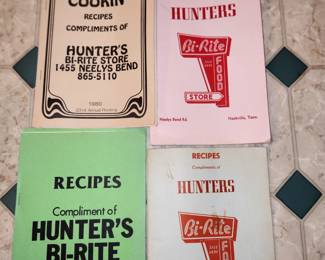 COOKIN'
RECIPES
COMPLIMENTS OF
HUNTER'S
BI-RITE STORE
1455 NEELYS BEND
865-5110
1980
HUNTERS
Bi-Rite
FOOD
STORE
Neelys Bend Rd.
Nashville, Tenn.
RECIPES
Compliment of
HUNTER'S
BI-RITE
RECIPES
Compliments of
HUNTERS
Bi-Rite